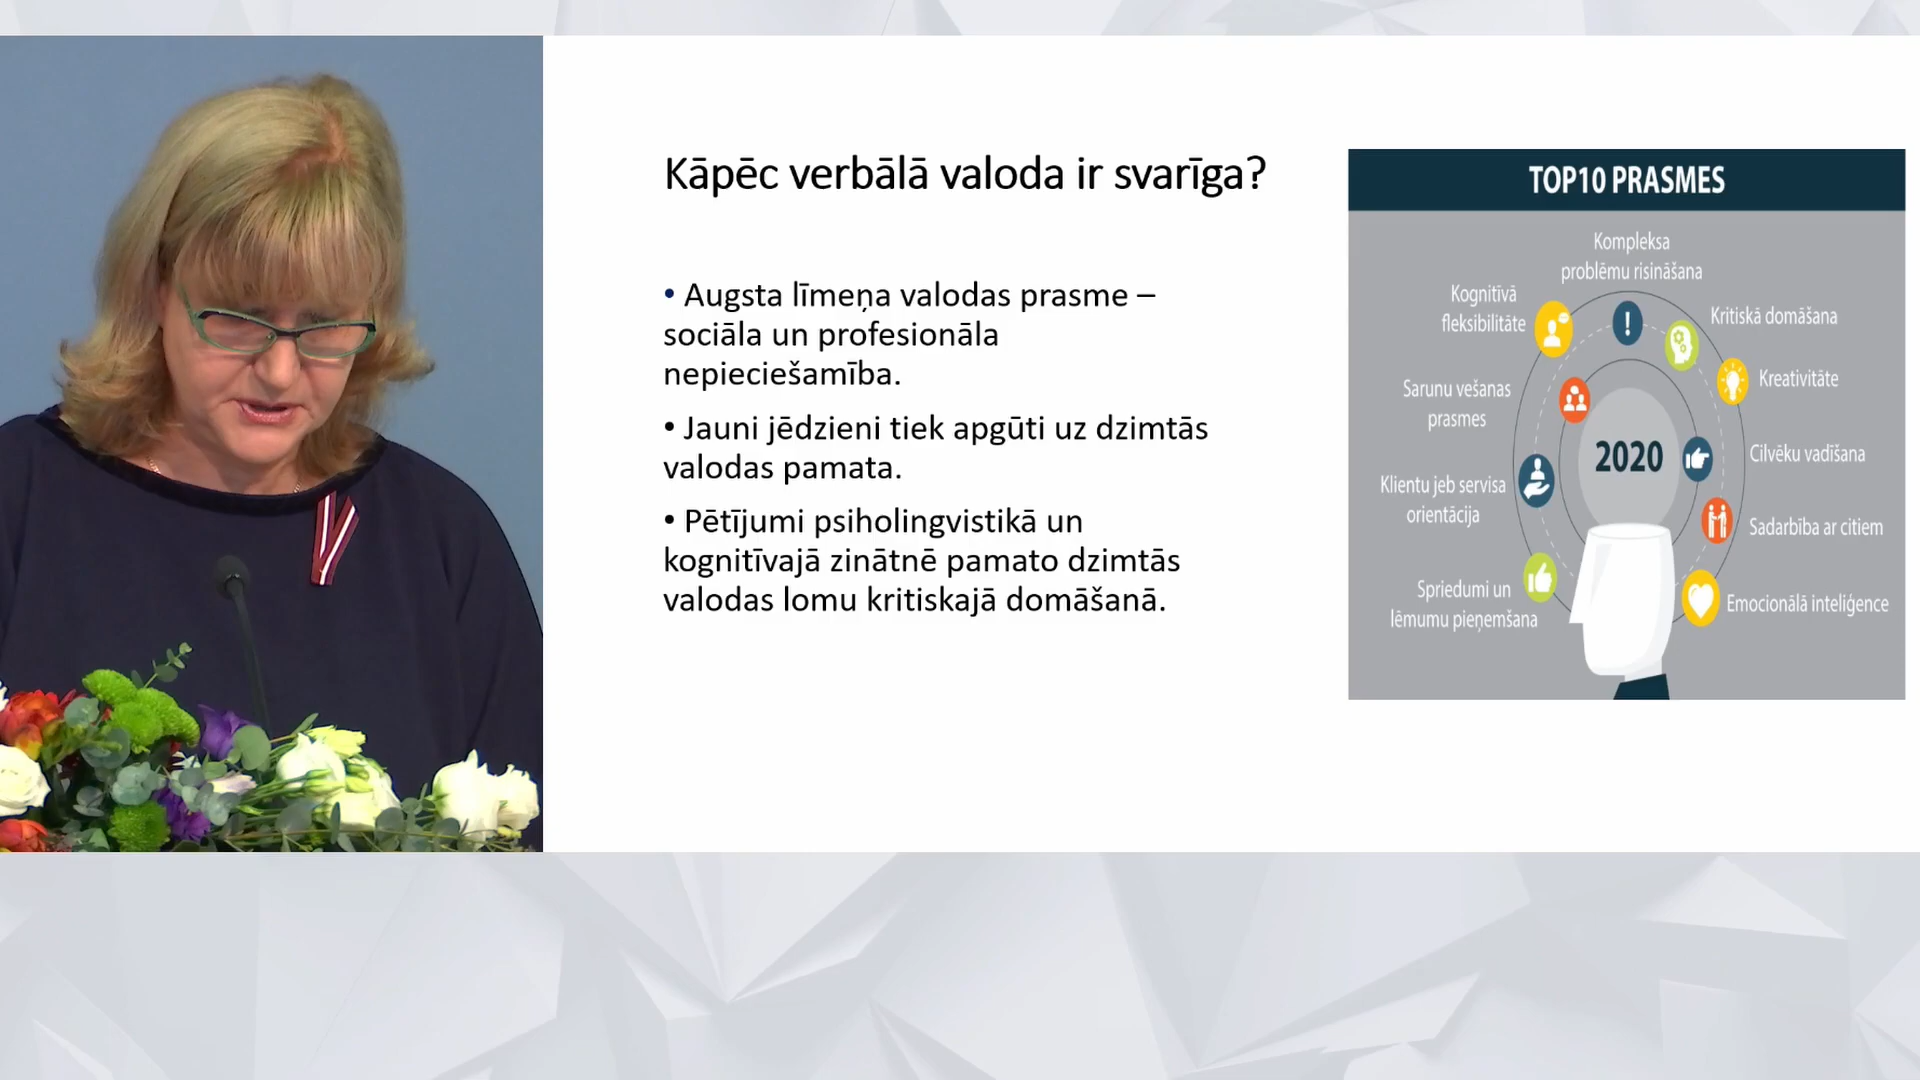 Kāpēc verbālā valoda ir svarīga?
• Augsta līmeņa valodas prasme –
sociāla un profesionāla
nepieciešamība.
• Jauni jēdzieni tiek apgūti uz dzimtās
valodas pamata.
• Pētījumi psiholingvistikā un
kognitīvajā zinātnē pamato dzimtās
valodas lomu kritiskajā domāšanā.
TOP10 PRASMES
Kompleksa
problēmu risināšana
Kritiskā domāšana
Kreativitāte
Cilvēku vadīšana
Sadarbība ar citiem
Emocionālā inteliģence
Spriedumi un
lēmumu pieņemšana
Klientu jeb servisa
orientācija
Sarunu vešanas
prasmes
Kognitīvā
fleksibilitāte
!
2020